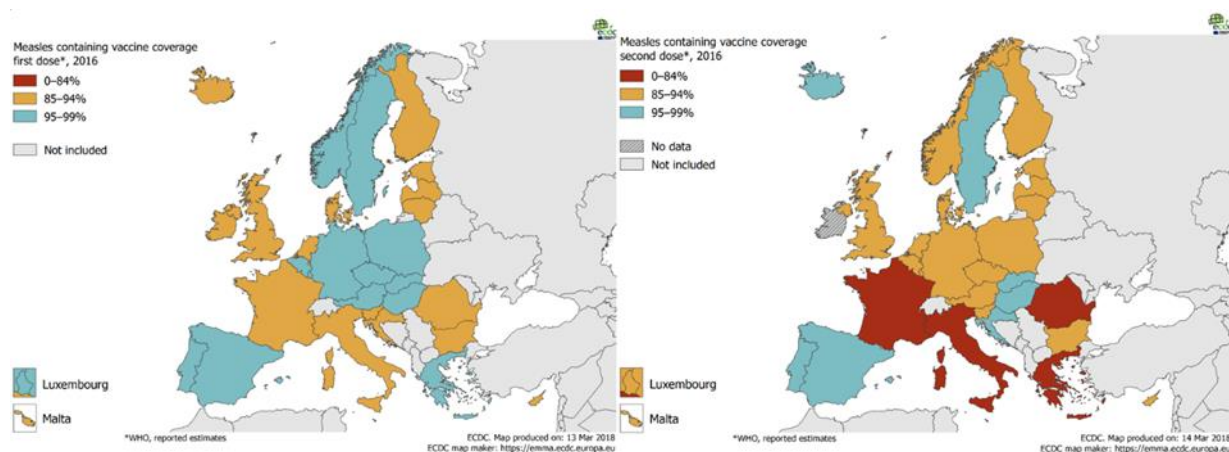 ecdc
Measles containing vaccine coverage
first dose*, 2016
0–84%
85–94%
95–99%
Not included
Luxembourg
Malta
*WHO, reported estimates
ECDC. Map produced on: 13 Mar 2018
ECDC map maker: https://emma.ecdc.europa.eu
ecdc
Measles containing vaccine coverage
second dose*, 2016
0–84%
85–94%
95–99%
No data
Not included
Luxembourg
Malta
*WHO, reported estimates
ECDC. Map produced on: 14 Mar 2018
ECDC map maker: https://emma.ecdc.europa.eu